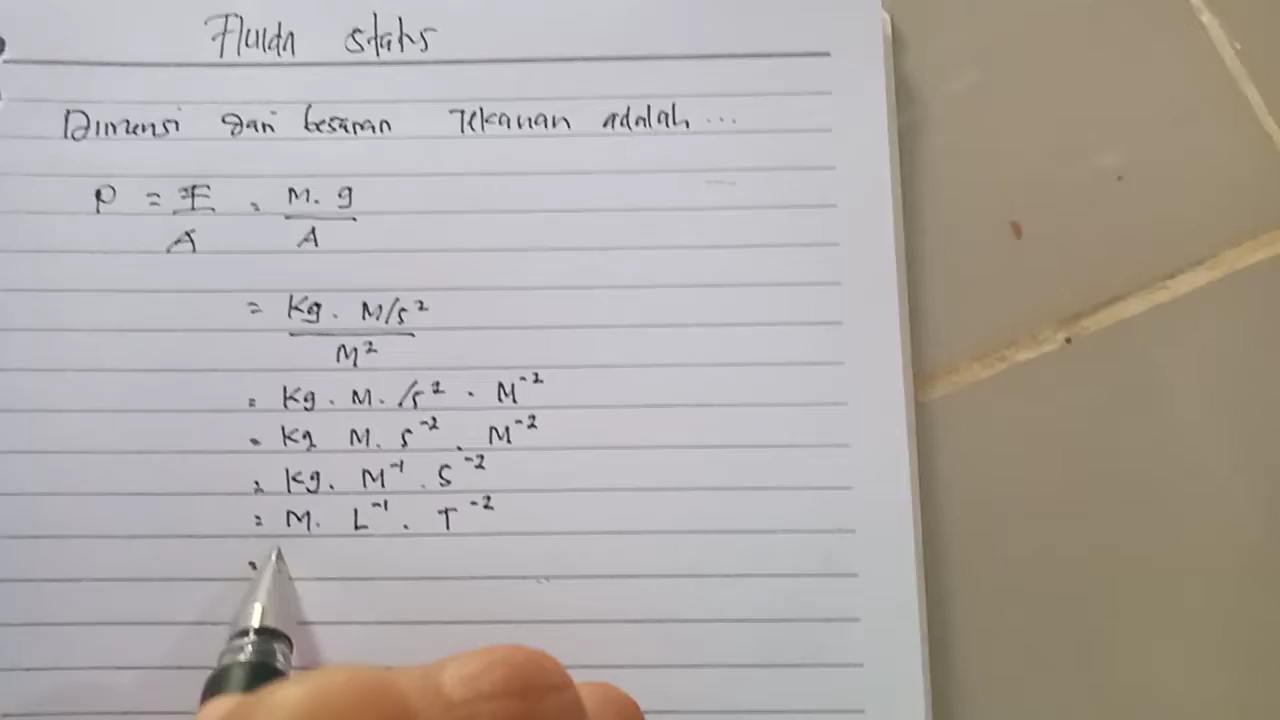 Fluida statis
Dimensi dari besaran Tekanan adalah ...
P = F/A = M. g/A
= Kg. M/s²/M²
= Kg. M. /s² . M⁻²
= Kg M. s⁻² . M⁻²
= Kg. M⁻¹ . S⁻²
= M. L⁻¹. T⁻²